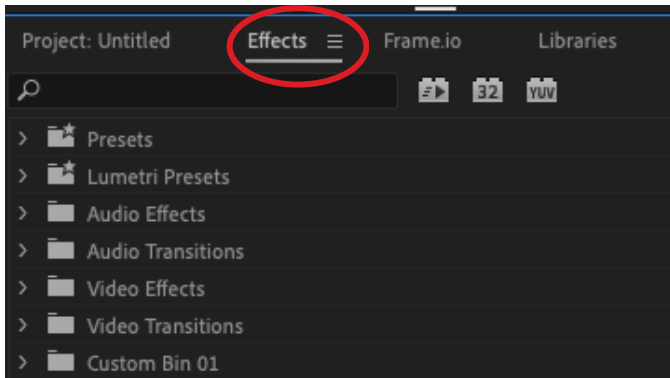 Project: Untitled Effects Frame.io Libraries
32 YUV
Presets
Lumetri Presets
Audio Effects
Audio Transitions
Video Effects
Video Transitions
Custom Bin 01